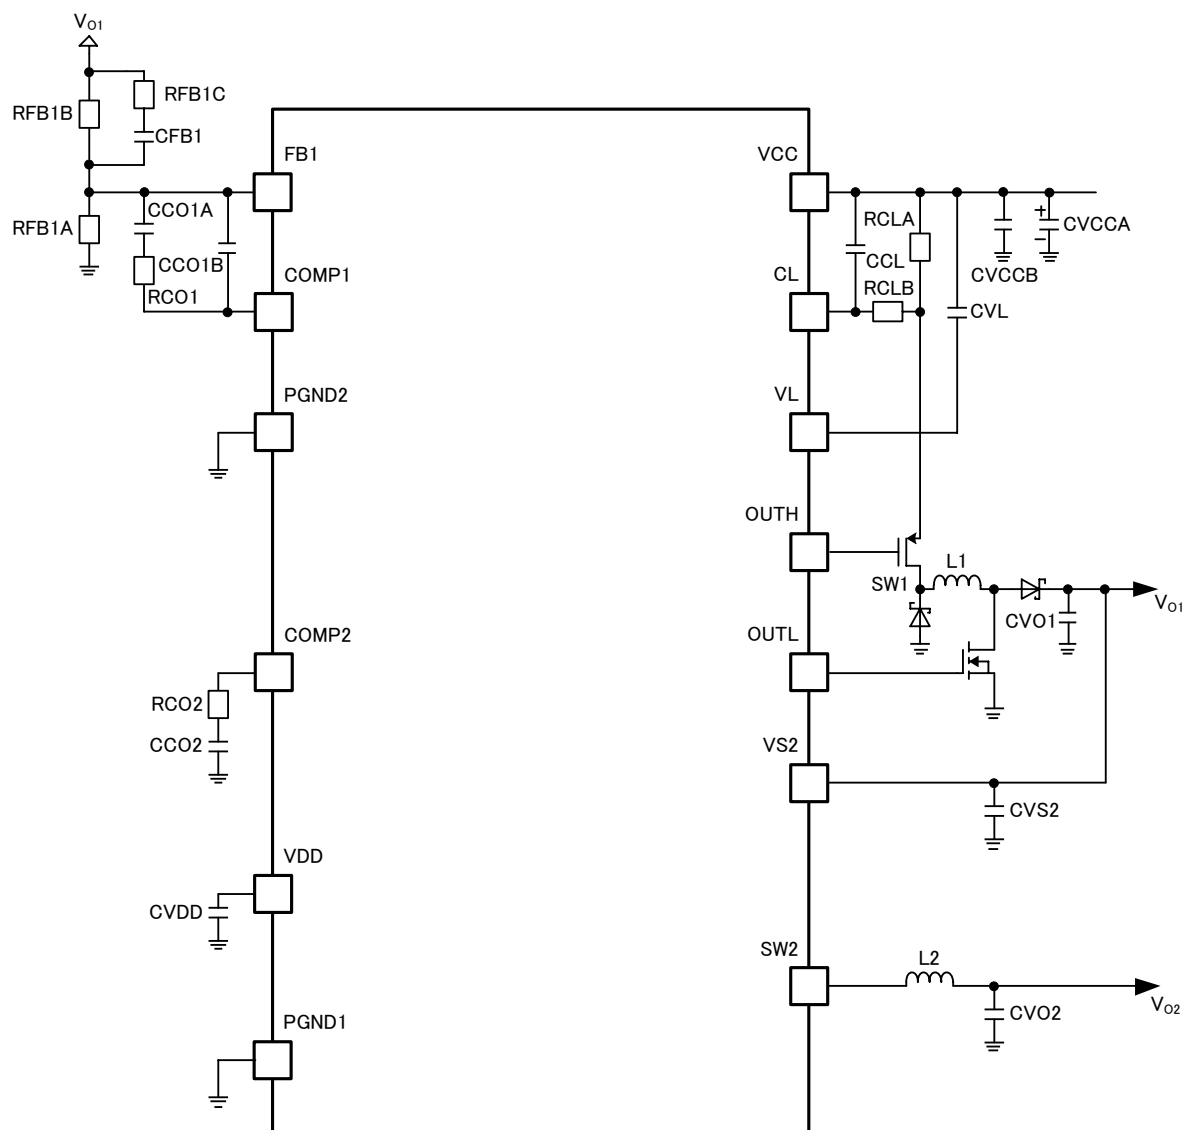 VO1
RFB1B
RFB1C
CFB1
FB1
VCC
RFB1A
CCO1A
CCO1B
RCO1
COMP1
RCLA
CCL
CL
RCLB
CVCCB
+
−
CVCCA
CVL
PGND2
VL
OUTH
SW1
L1
CVO1
VO1
COMP2
OUTL
RCO2
CCO2
VS2
CVS2
VDD
CVDD
SW2
L2
CVO2
VO2
PGND1